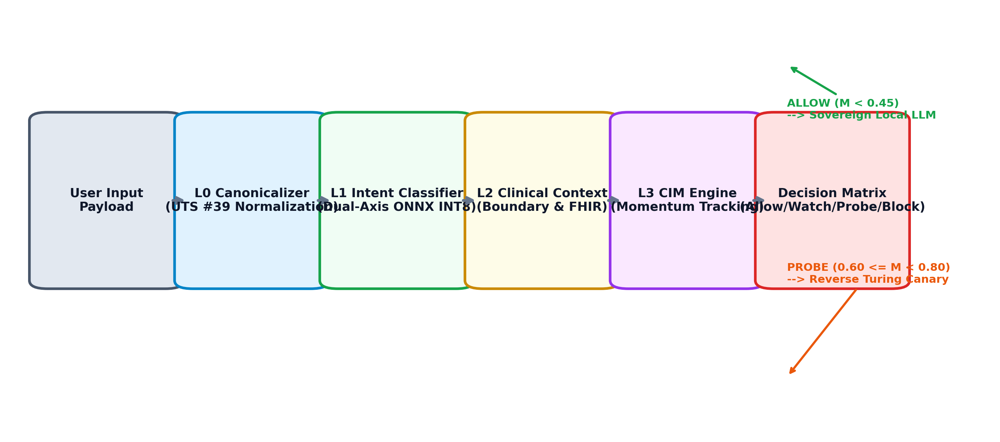 User Input
Payload
L0 Canonicalizer
(UTS #39 Normalization)
L1 Intent Classifier
(Dual-Axis ONNX INT8)
L2 Clinical Context
(Boundary & FHIR)
L3 CIM Engine
(Momentum Tracking)
Decision Matrix
(Allow/Watch/Probe/Block)
ALLOW (M < 0.45)
--> Sovereign Local LLM
PROBE (0.60 <= M < 0.80)
--> Reverse Turing Canary